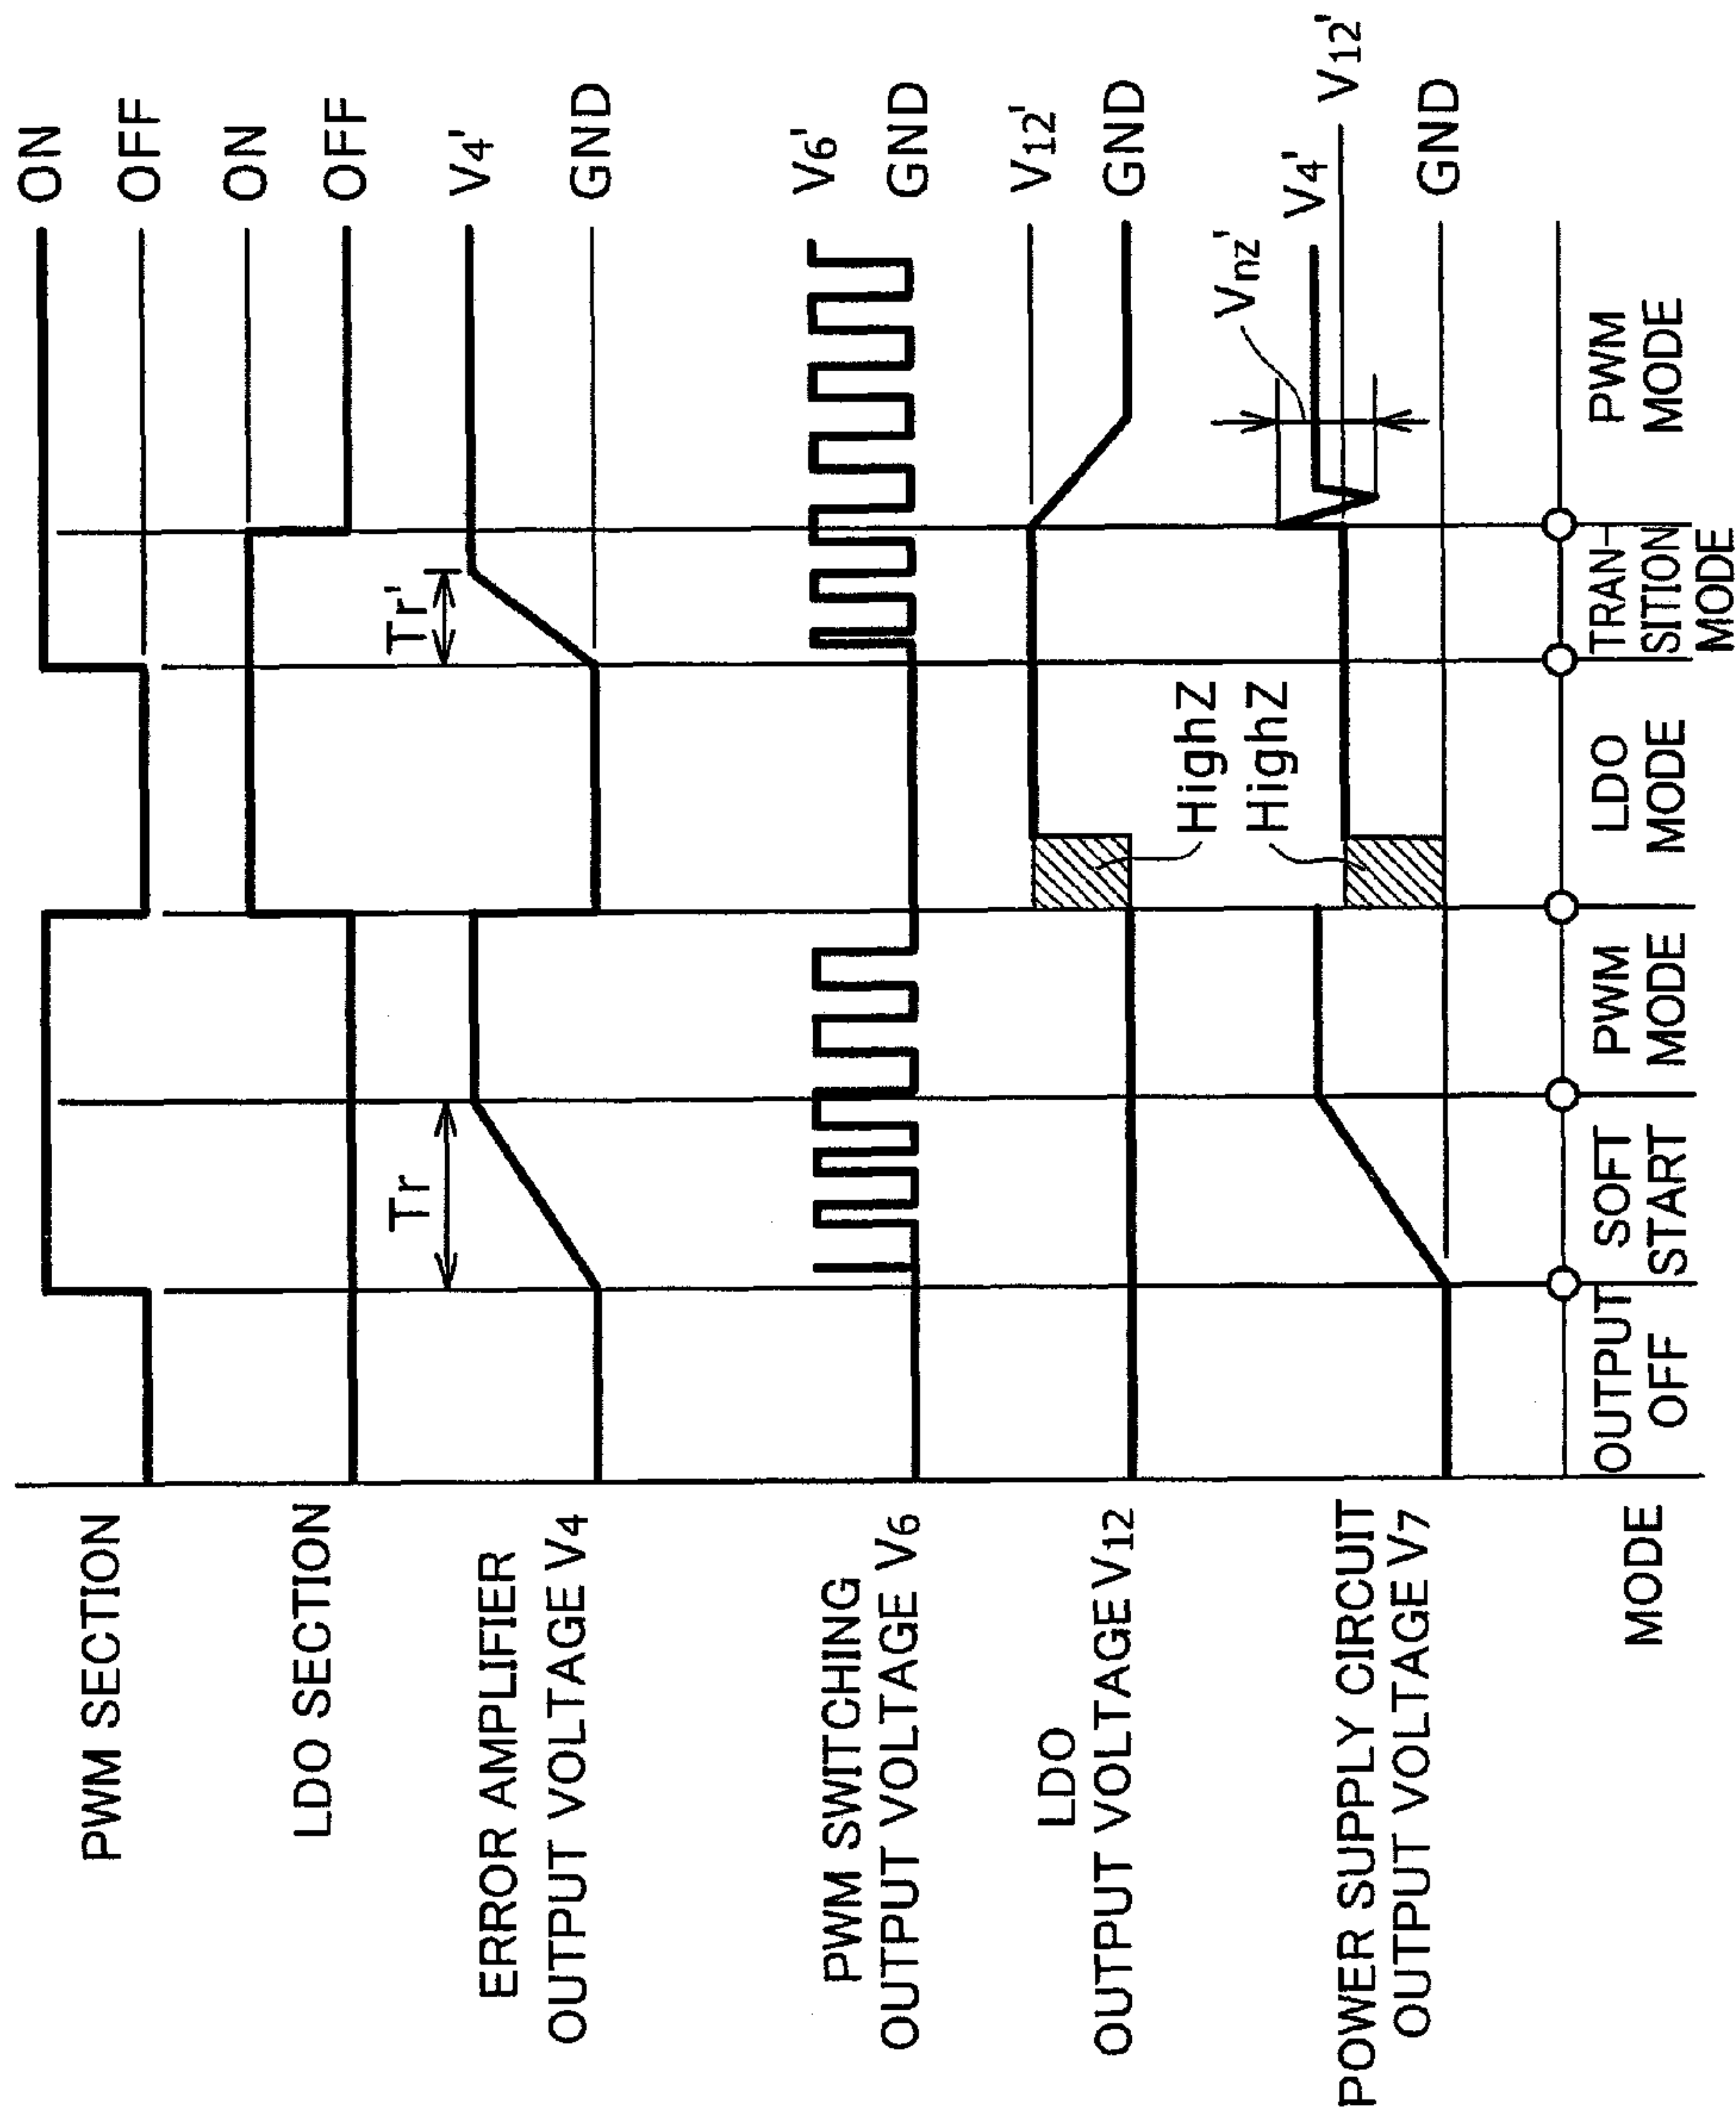 PWM SECTION
ON
OFF
LDO SECTION
ON
OFF
ERROR AMPLIFIER
OUTPUT VOLTAGE V4
Tr
Tr'
V4'
GND
PWM SWITCHING
OUTPUT VOLTAGE V6
V6'
GND
LDO
OUTPUT VOLTAGE V12
V12'
GND
HighZ
HighZ
POWER SUPPLY CIRCUIT
OUTPUT VOLTAGE V7
Vnz'
V4'
V12'
GND
MODE
OUTPUT
OFF
SOFT
START
PWM
MODE
LDO
MODE
TRAN-
SITION
MODE
PWM
MODE